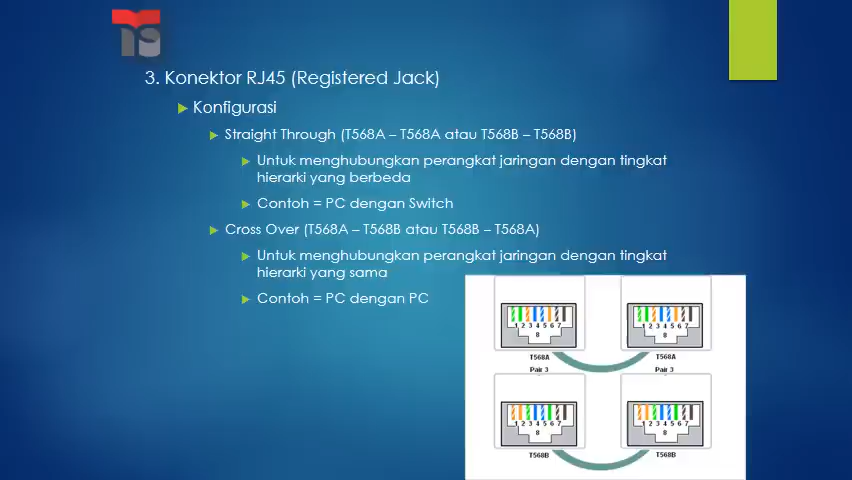 3. Konektor RJ45 (Registered Jack)
Konfigurasi
Straight Through (T568A – T568A atau T568B – T568B)
Untuk menghubungkan perangkat jaringan dengan tingkat
hierarki yang berbeda
Contoh = PC dengan Switch
Cross Over (T568A – T568B atau T568B – T568A)
Untuk menghubungkan perangkat jaringan dengan tingkat
hierarki yang sama
Contoh = PC dengan PC
1 2 3 4 5 6 7
8
T568A
Pair 3
1 2 3 4 5 6 7
8
T568A
Pair 3
1 2 3 4 5 6 7
8
T568B
1 2 3 4 5 6 7
8
T568B